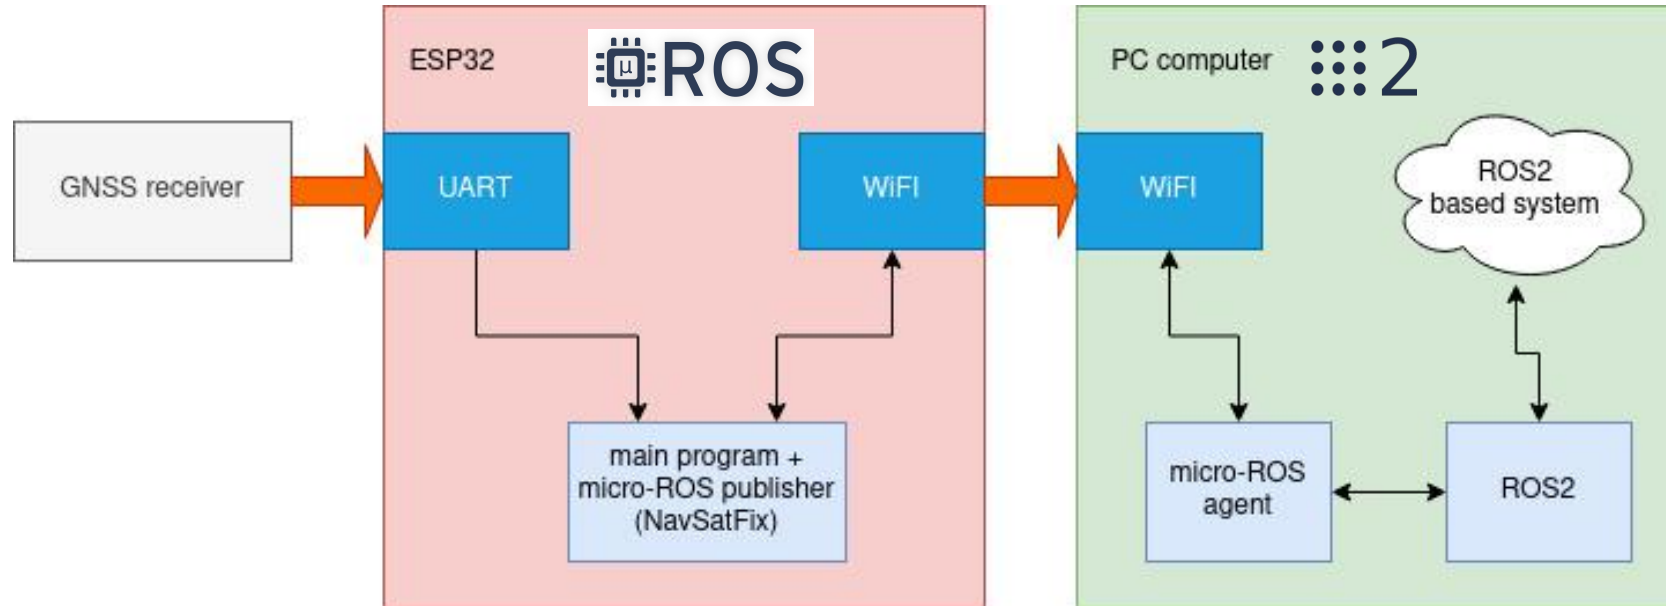 ESP32
µROS
PC computer
2
GNSS receiver
UART
WiFI
WiFI
ROS2
based system
main program +
micro-ROS publisher
(NavSatFix)
micro-ROS
agent
ROS2